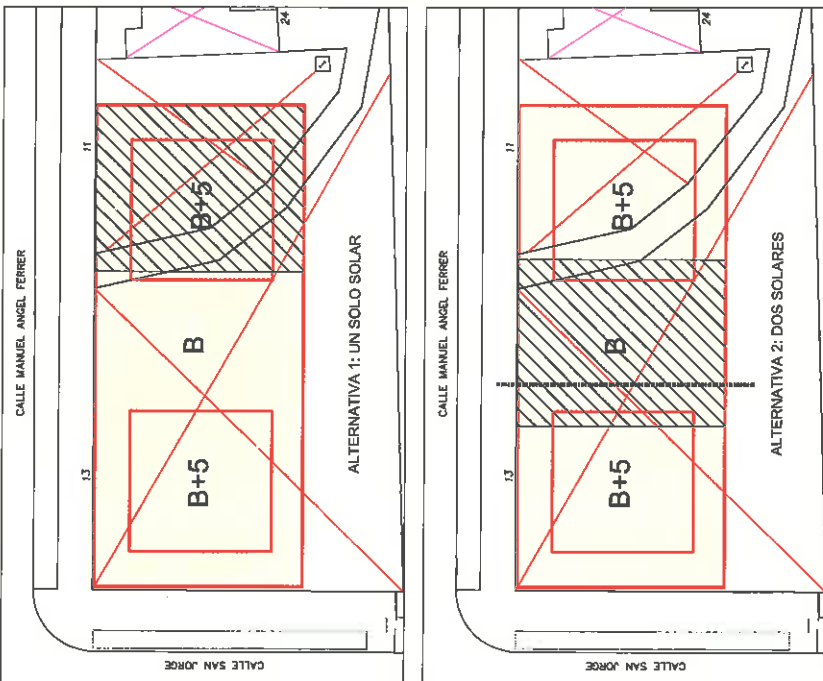 CALLE MANUEL ANGEL FERRER
24
11
B+5
B
13
B+5
ALTERNATIVA 1: UN SOLO SOLAR
CALLE SAN JORGE
CALLE MANUEL ANGEL FERRER
24
11
B+5
B
13
B+5
ALTERNATIVA 2: DOS SOLARES
CALLE SAN JORGE